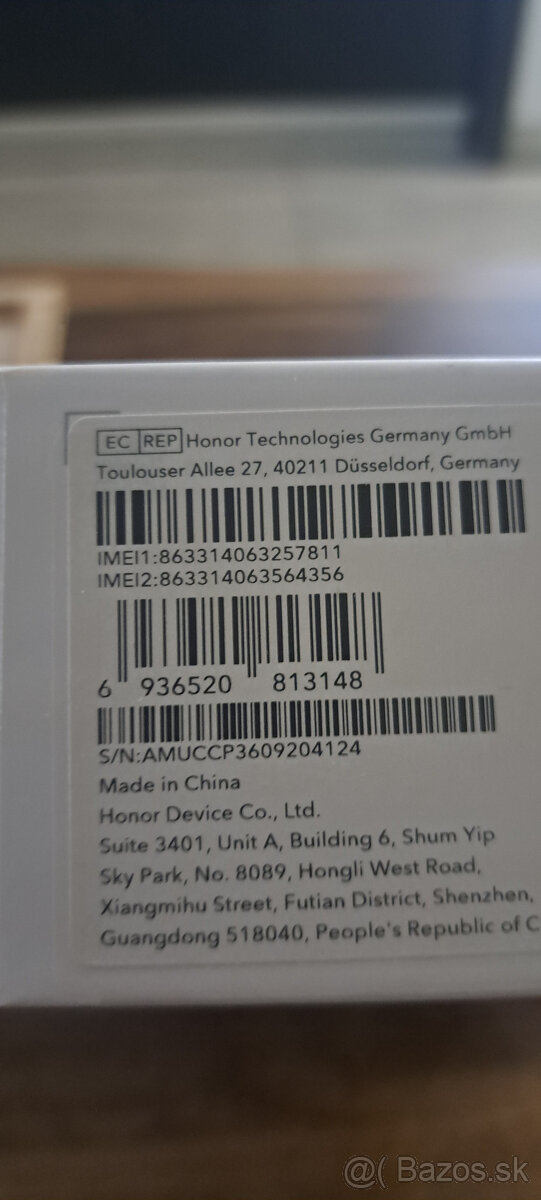 EC REP Honor Technologies Germany GmbH
Toulouser Allee 27, 40211 Düsseldorf, Germany
IMEI1:863314063257811
IMEI2:863314063564356
6 936520 813148
S/N:AMUCCP3609204124
Made in China
Honor Device Co., Ltd.
Suite 3401, Unit A, Building 6, Shum Yip
Sky Park, No. 8089, Hongli West Road,
Xiangmihu Street, Futian District, Shenzhen,
Guangdong 518040, People's Republic of C
@( Bazos.sk